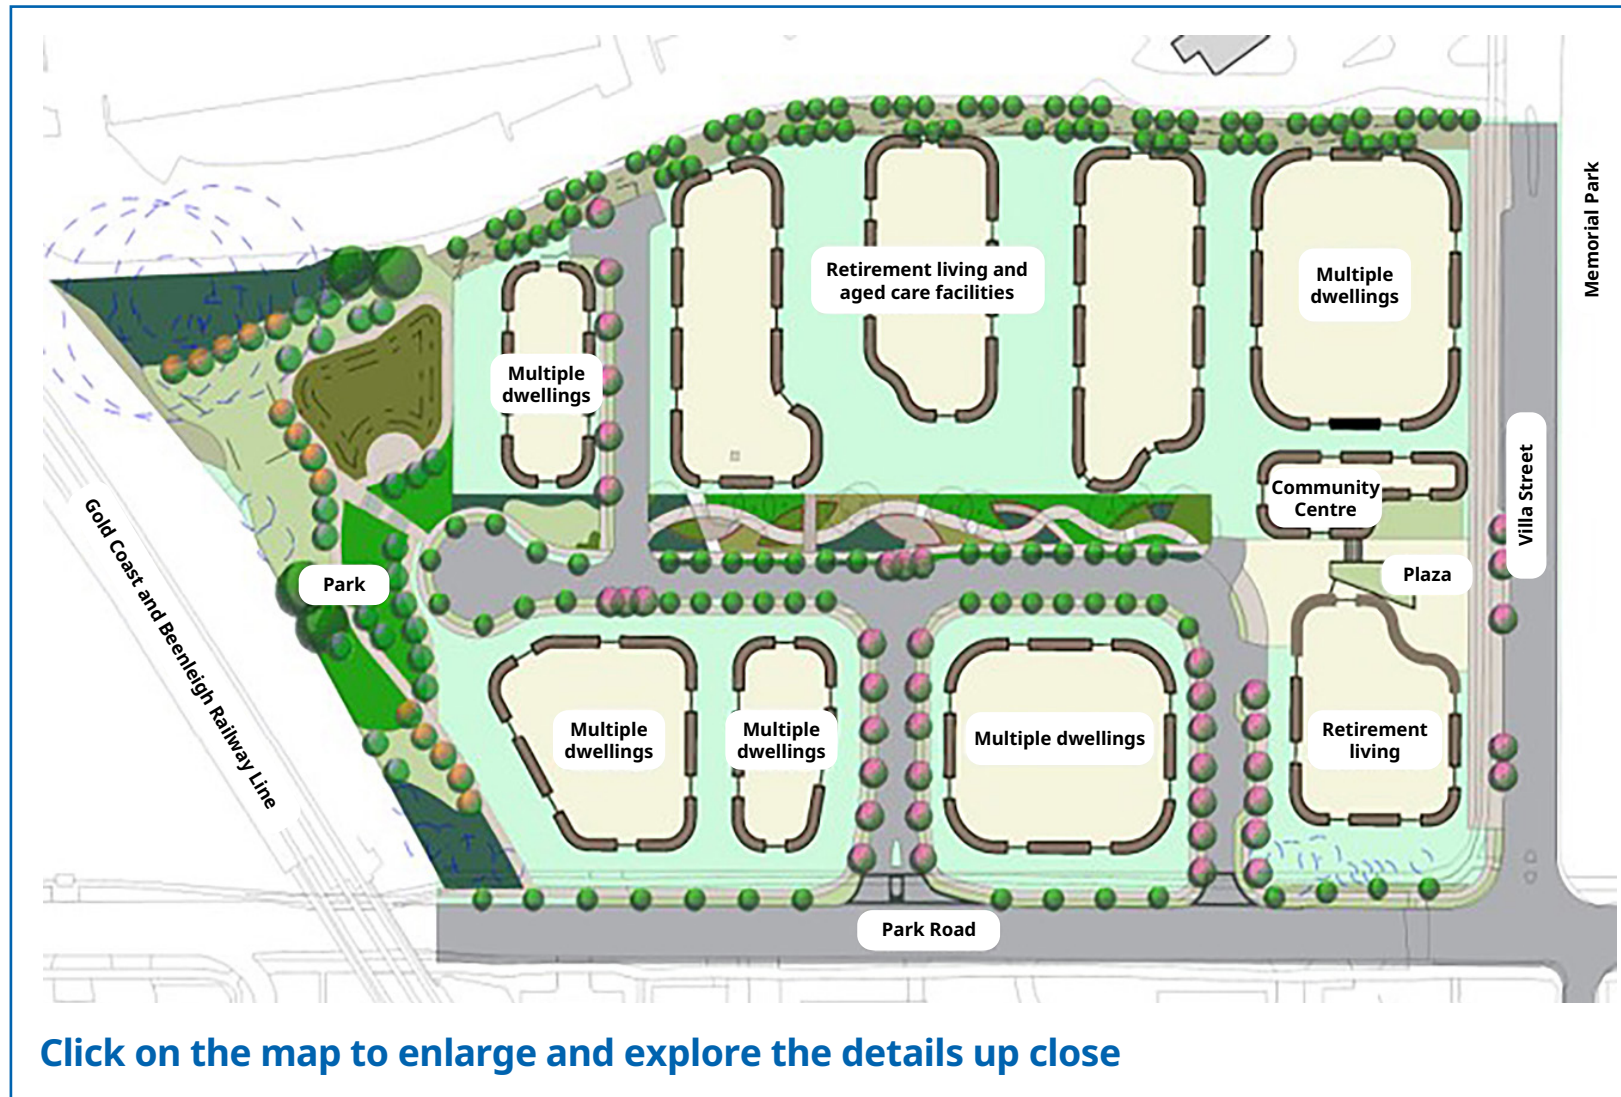 Memorial Park
Retirement living and
aged care facilities
Multiple
dwellings
Multiple
dwellings
Community
Centre
Villa Street
Gold Coast and Beenleigh Railway Line
Park
Plaza
Multiple
dwellings
Multiple
dwellings
Multiple dwellings
Retirement
living
Park Road
Click on the map to enlarge and explore the details up close